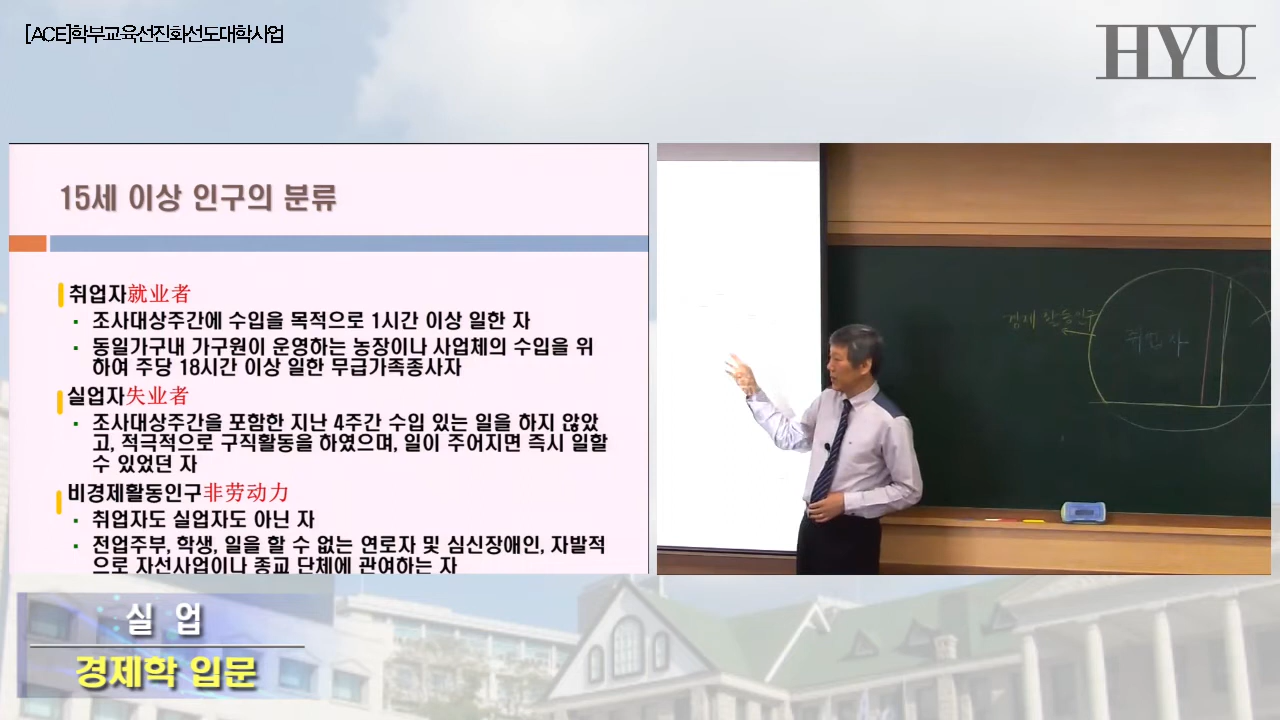 [ACE]학부교육선진화선도대학사업
HYU
15세 이상 인구의 분류
취업자就业者
· 조사대상주간에 수입을 목적으로 1시간 이상 일한 자
· 동일가구내 가구원이 운영하는 농장이나 사업체의 수입을 위
하여 주당 18시간 이상 일한 무급가족종사자
실업자失业者
· 조사대상주간을 포함한 지난 4주간 수입 있는 일을 하지 않았
고, 적극적으로 구직활동을 하였으며, 일이 주어지면 즉시 일할
수 있었던 자
비경제활동인구非劳动力
· 취업자도 실업자도 아닌 자
· 전업주부, 학생, 일을 할 수 없는 연로자 및 심신장애인, 자발적
으로 자선사업이나 종교 단체에 관여하는 자
경제활동인구
취업자
실 업
경제학 입문